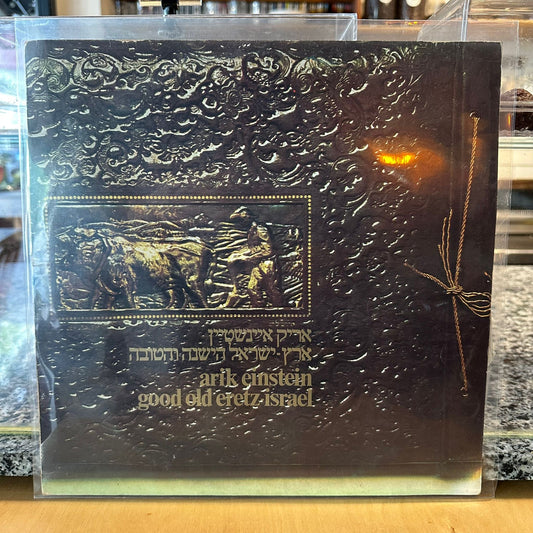 אריק איינשטיין
ארץ-ישראל הישנה והטובה
arik einstein
good old eretz-israel